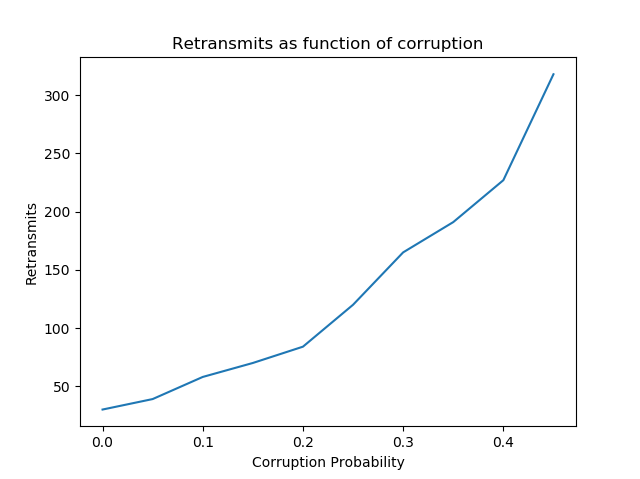 Retransmits as function of corruption
300
250
200
150
100
50
Retransmits
0.0 0.1 0.2 0.3 0.4
Corruption Probability